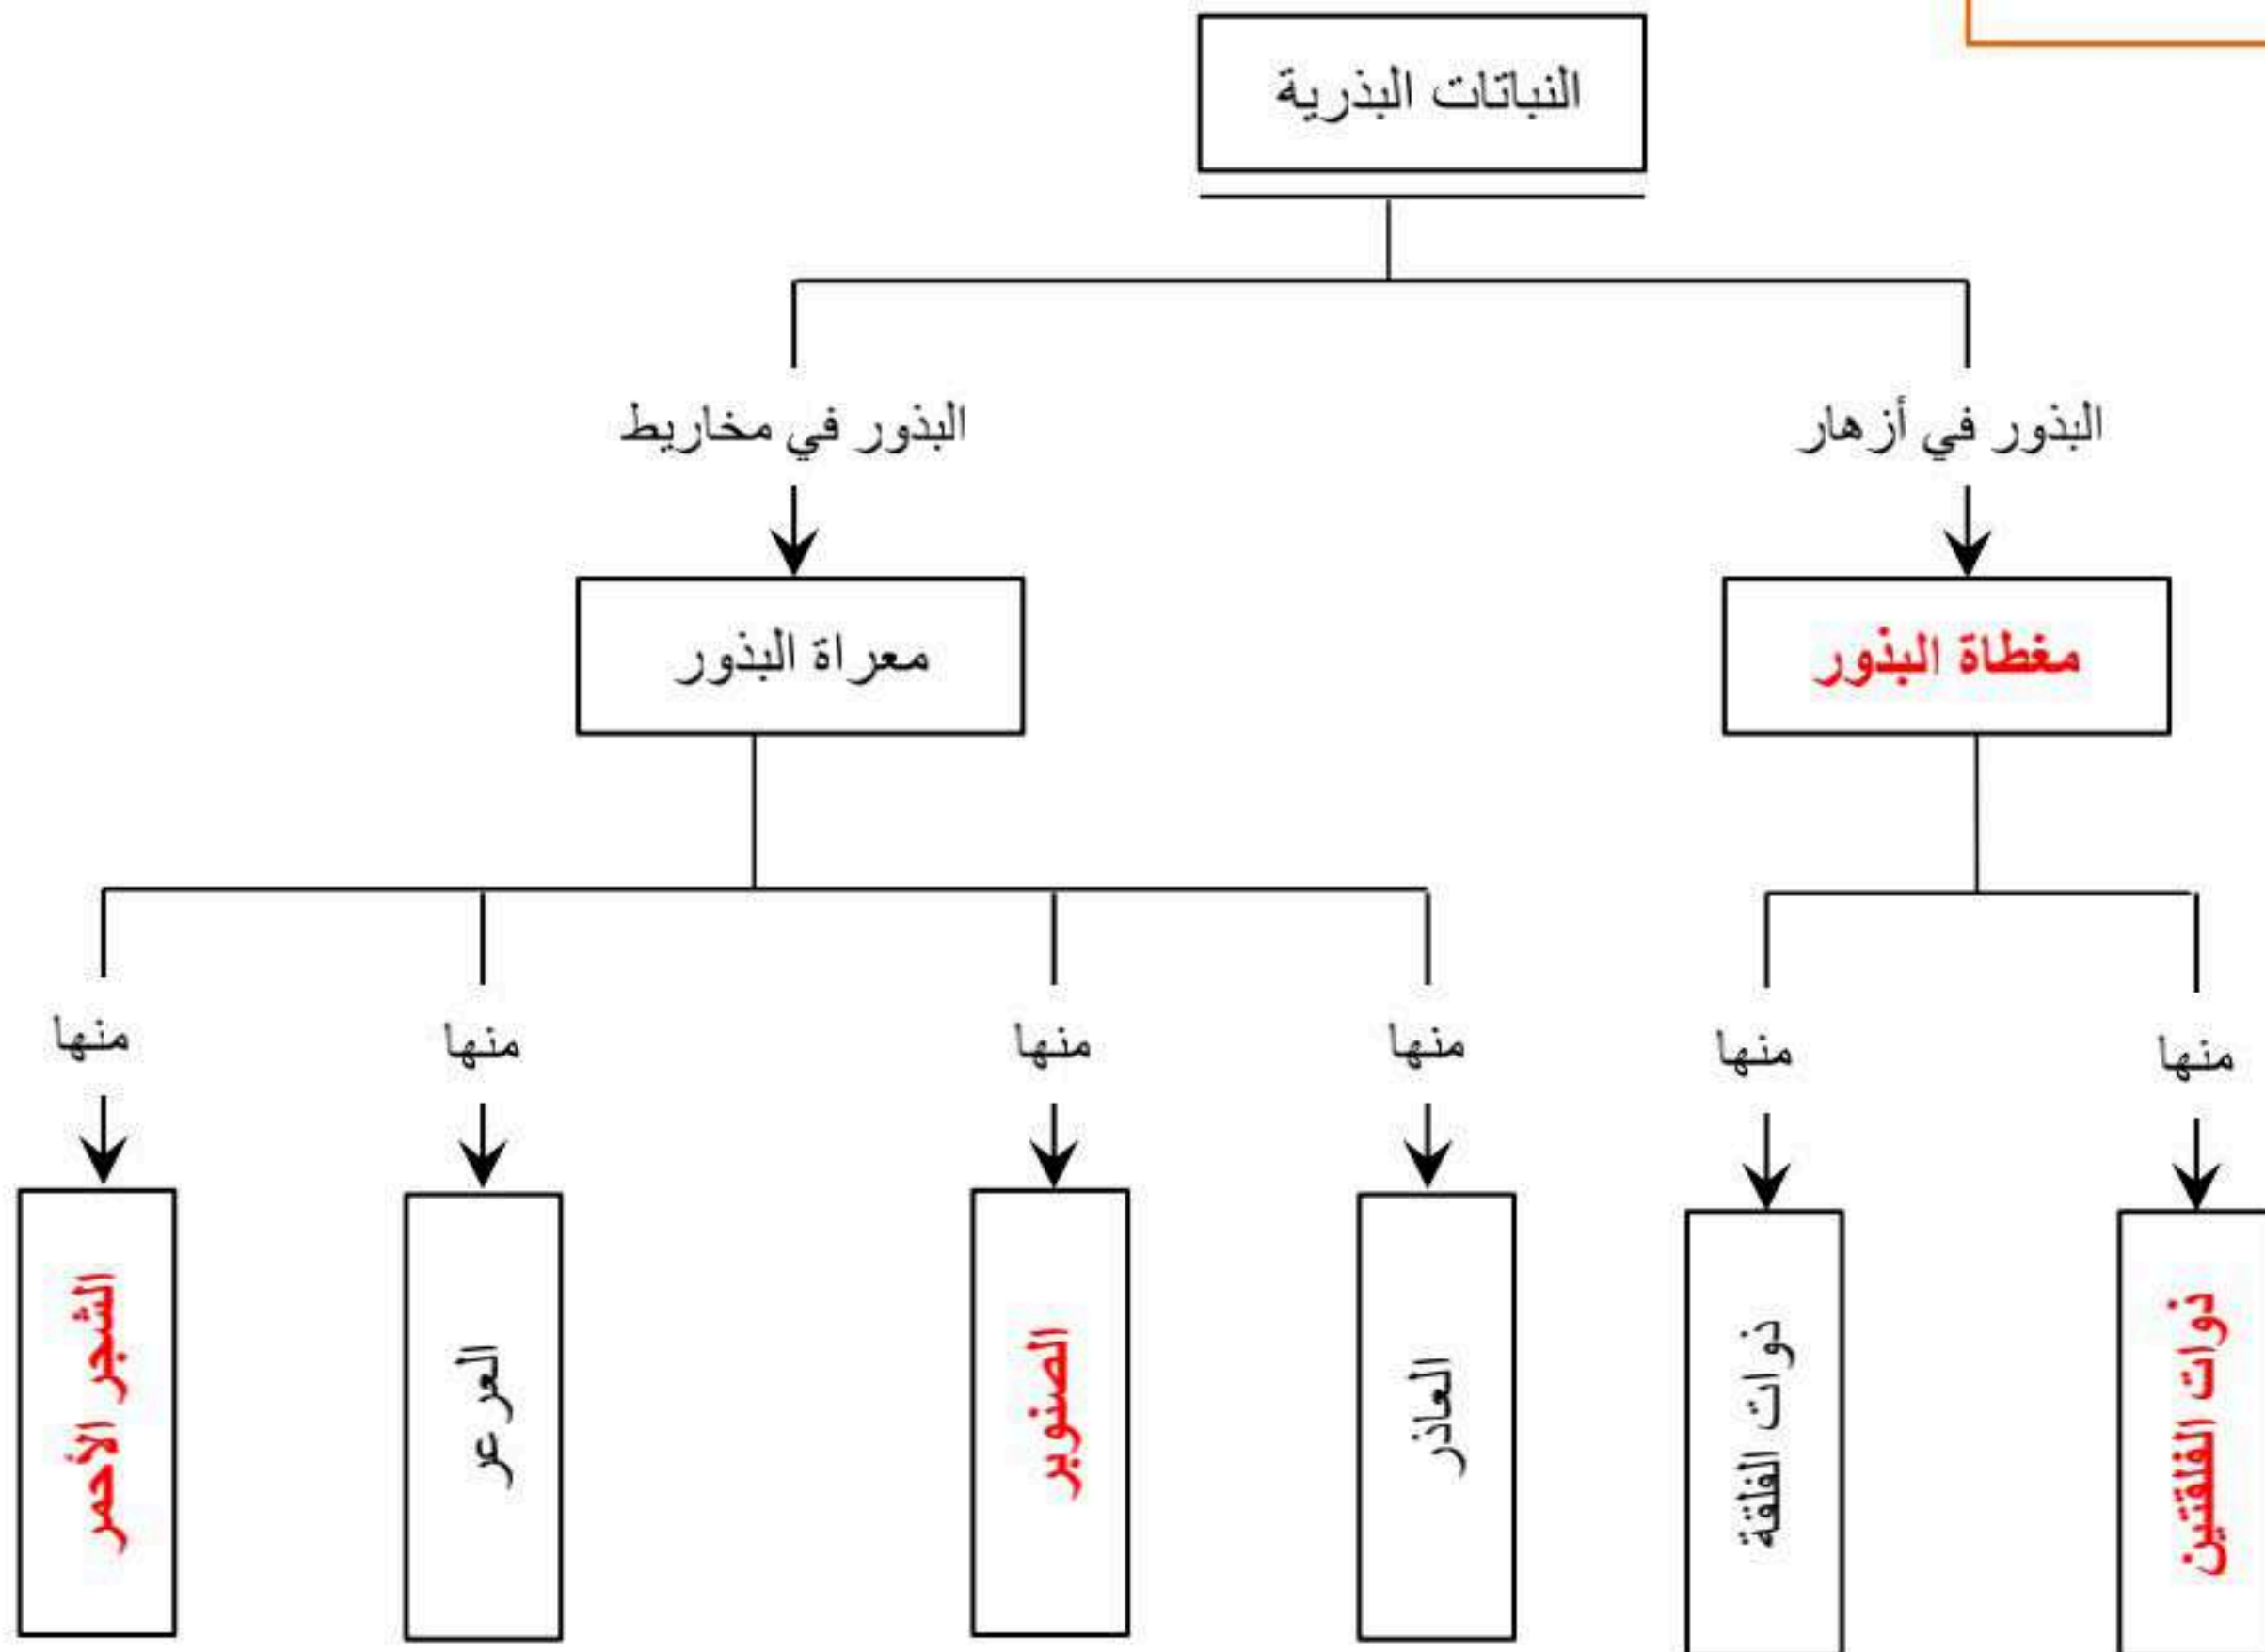 النباتات البذرية
البذور في أزهار
البذور في مخاريط
مغطاة البذور
معراة البذور
منها
منها
منها
منها
منها
منها
ذوات الفلقتين
ذوات الفلقة
العاذر
الصنوبر
العرعر
الشجر الأحمر